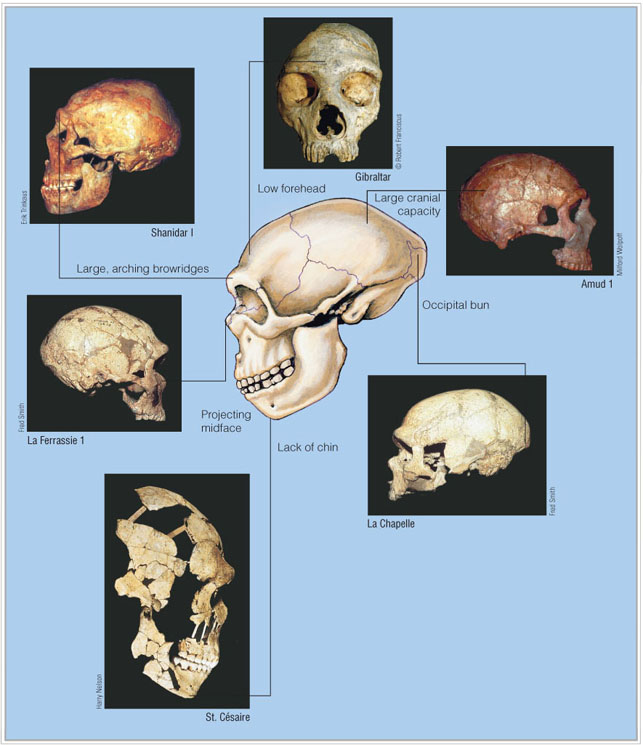 © Robert Franciscus
Gibraltar
Erik Trinkaus
Shanidar I
Low forehead
Large cranial
capacity
Milford Wolpoff
Amud 1
Large, arching browridges
Occipital bun
Fred Smith
La Ferrassie 1
Projecting
midface
Lack of chin
Fred Smith
La Chapelle
Harry Nelson
St. Césaire